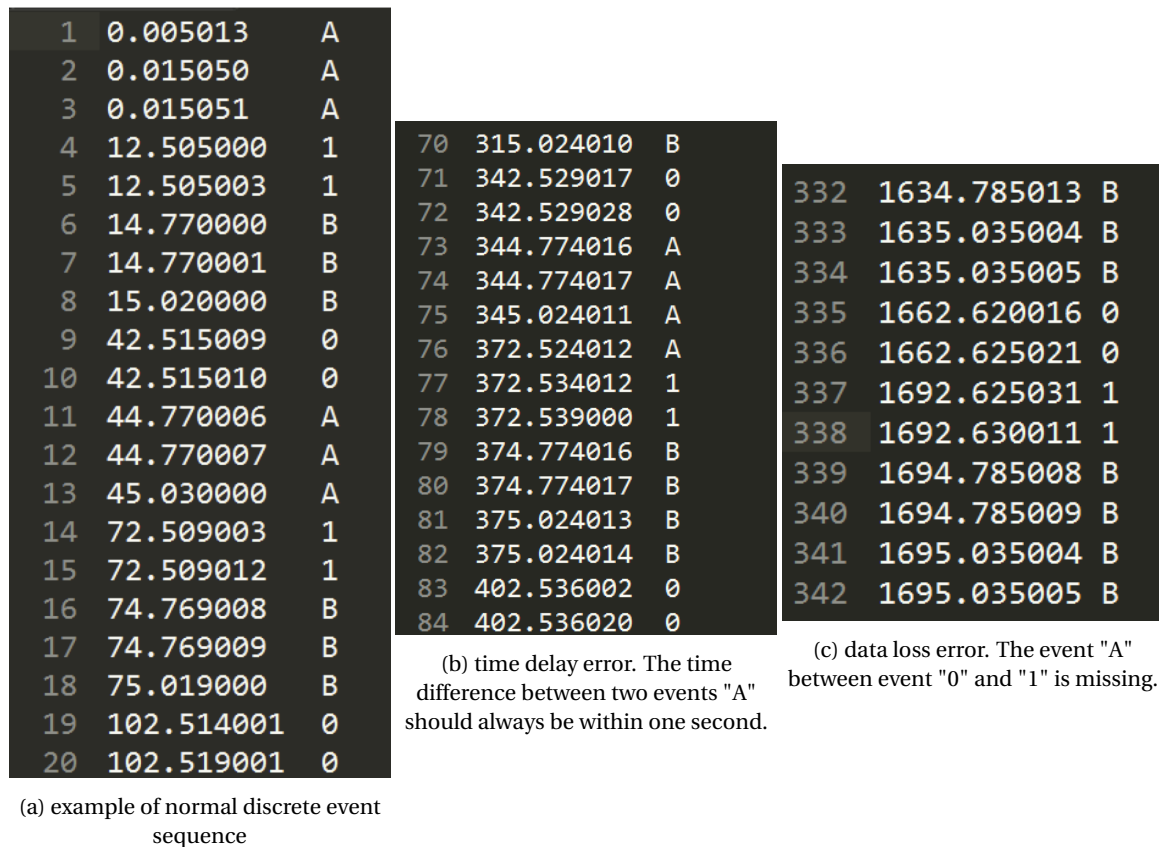 1 0.005013 A
2 0.015050 A
3 0.015051 A
4 12.505000 1
5 12.505003 1
6 14.770000 B
7 14.770001 B
8 15.020000 B
9 42.515009 0
10 42.515010 0
11 44.770006 A
12 44.770007 A
13 45.030000 A
14 72.509003 1
15 72.509012 1
16 74.769008 B
17 74.769009 B
18 75.019000 B
19 102.514001 0
20 102.519001 0
(a) example of normal discrete event
sequence
70 315.024010 B
71 342.529017 0
72 342.529028 0
73 344.774016 A
74 344.774017 A
75 345.024011 A
76 372.524012 A
77 372.534012 1
78 372.539000 1
79 374.774016 B
80 374.774017 B
81 375.024013 B
82 375.024014 B
83 402.536002 0
84 402.536020 0
(b) time delay error. The time
difference between two events "A"
should always be within one second.
332 1634.785013 B
333 1635.035004 B
334 1635.035005 B
335 1662.620016 0
336 1662.625021 0
337 1692.625031 1
338 1692.630011 1
339 1694.785008 B
340 1694.785009 B
341 1695.035004 B
342 1695.035005 B
(c) data loss error. The event "A"
between event "0" and "1" is missing.